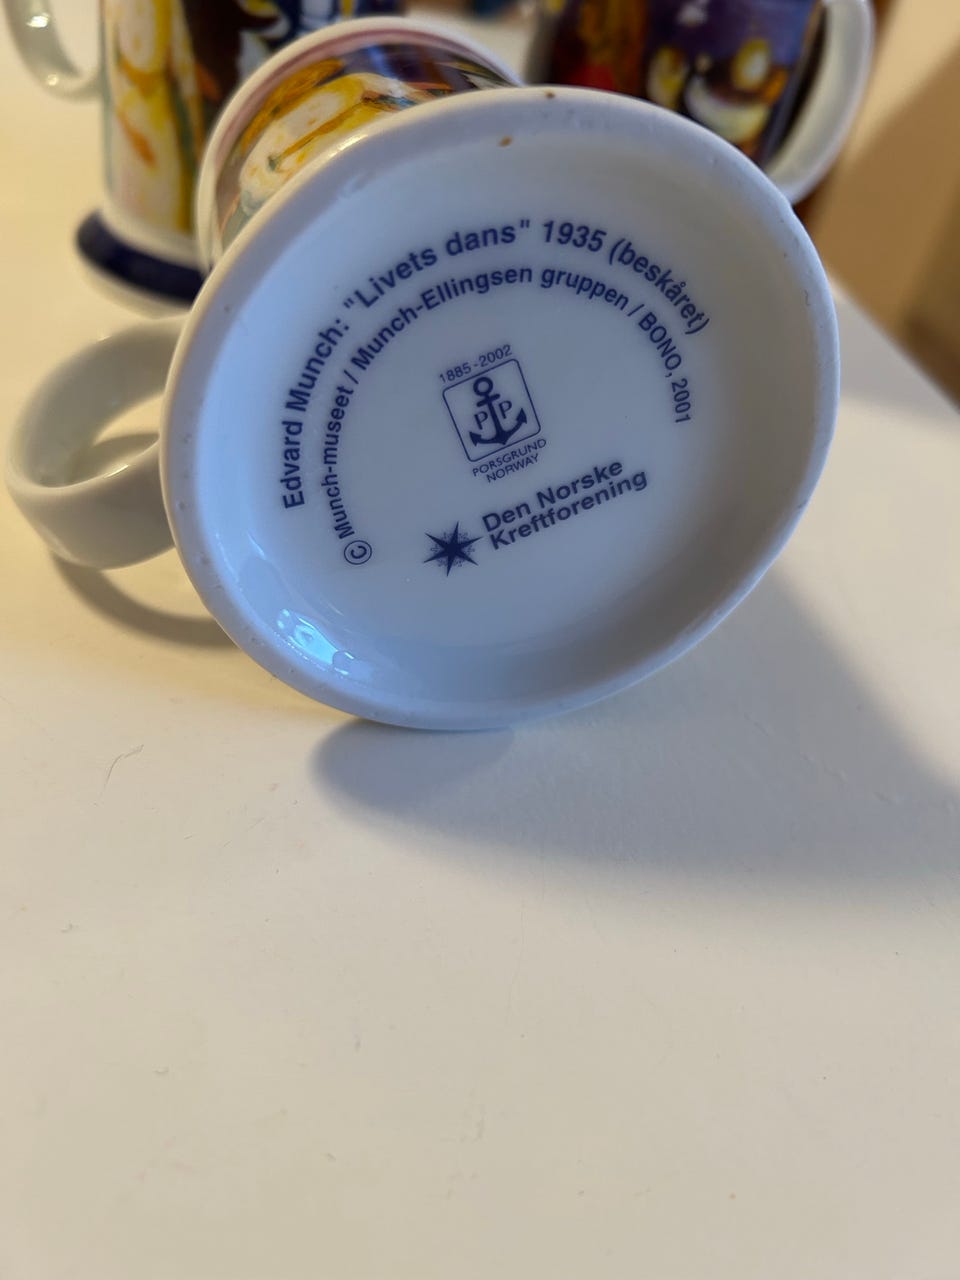 Edvard Munch: "Livets dans" 1935 (beskåret)
© Munch-museet / Munch-Ellingsen gruppen / BONO, 2001
1885-2002
P P
PORSGRUND
NORWAY
Den Norske
Kreftforening